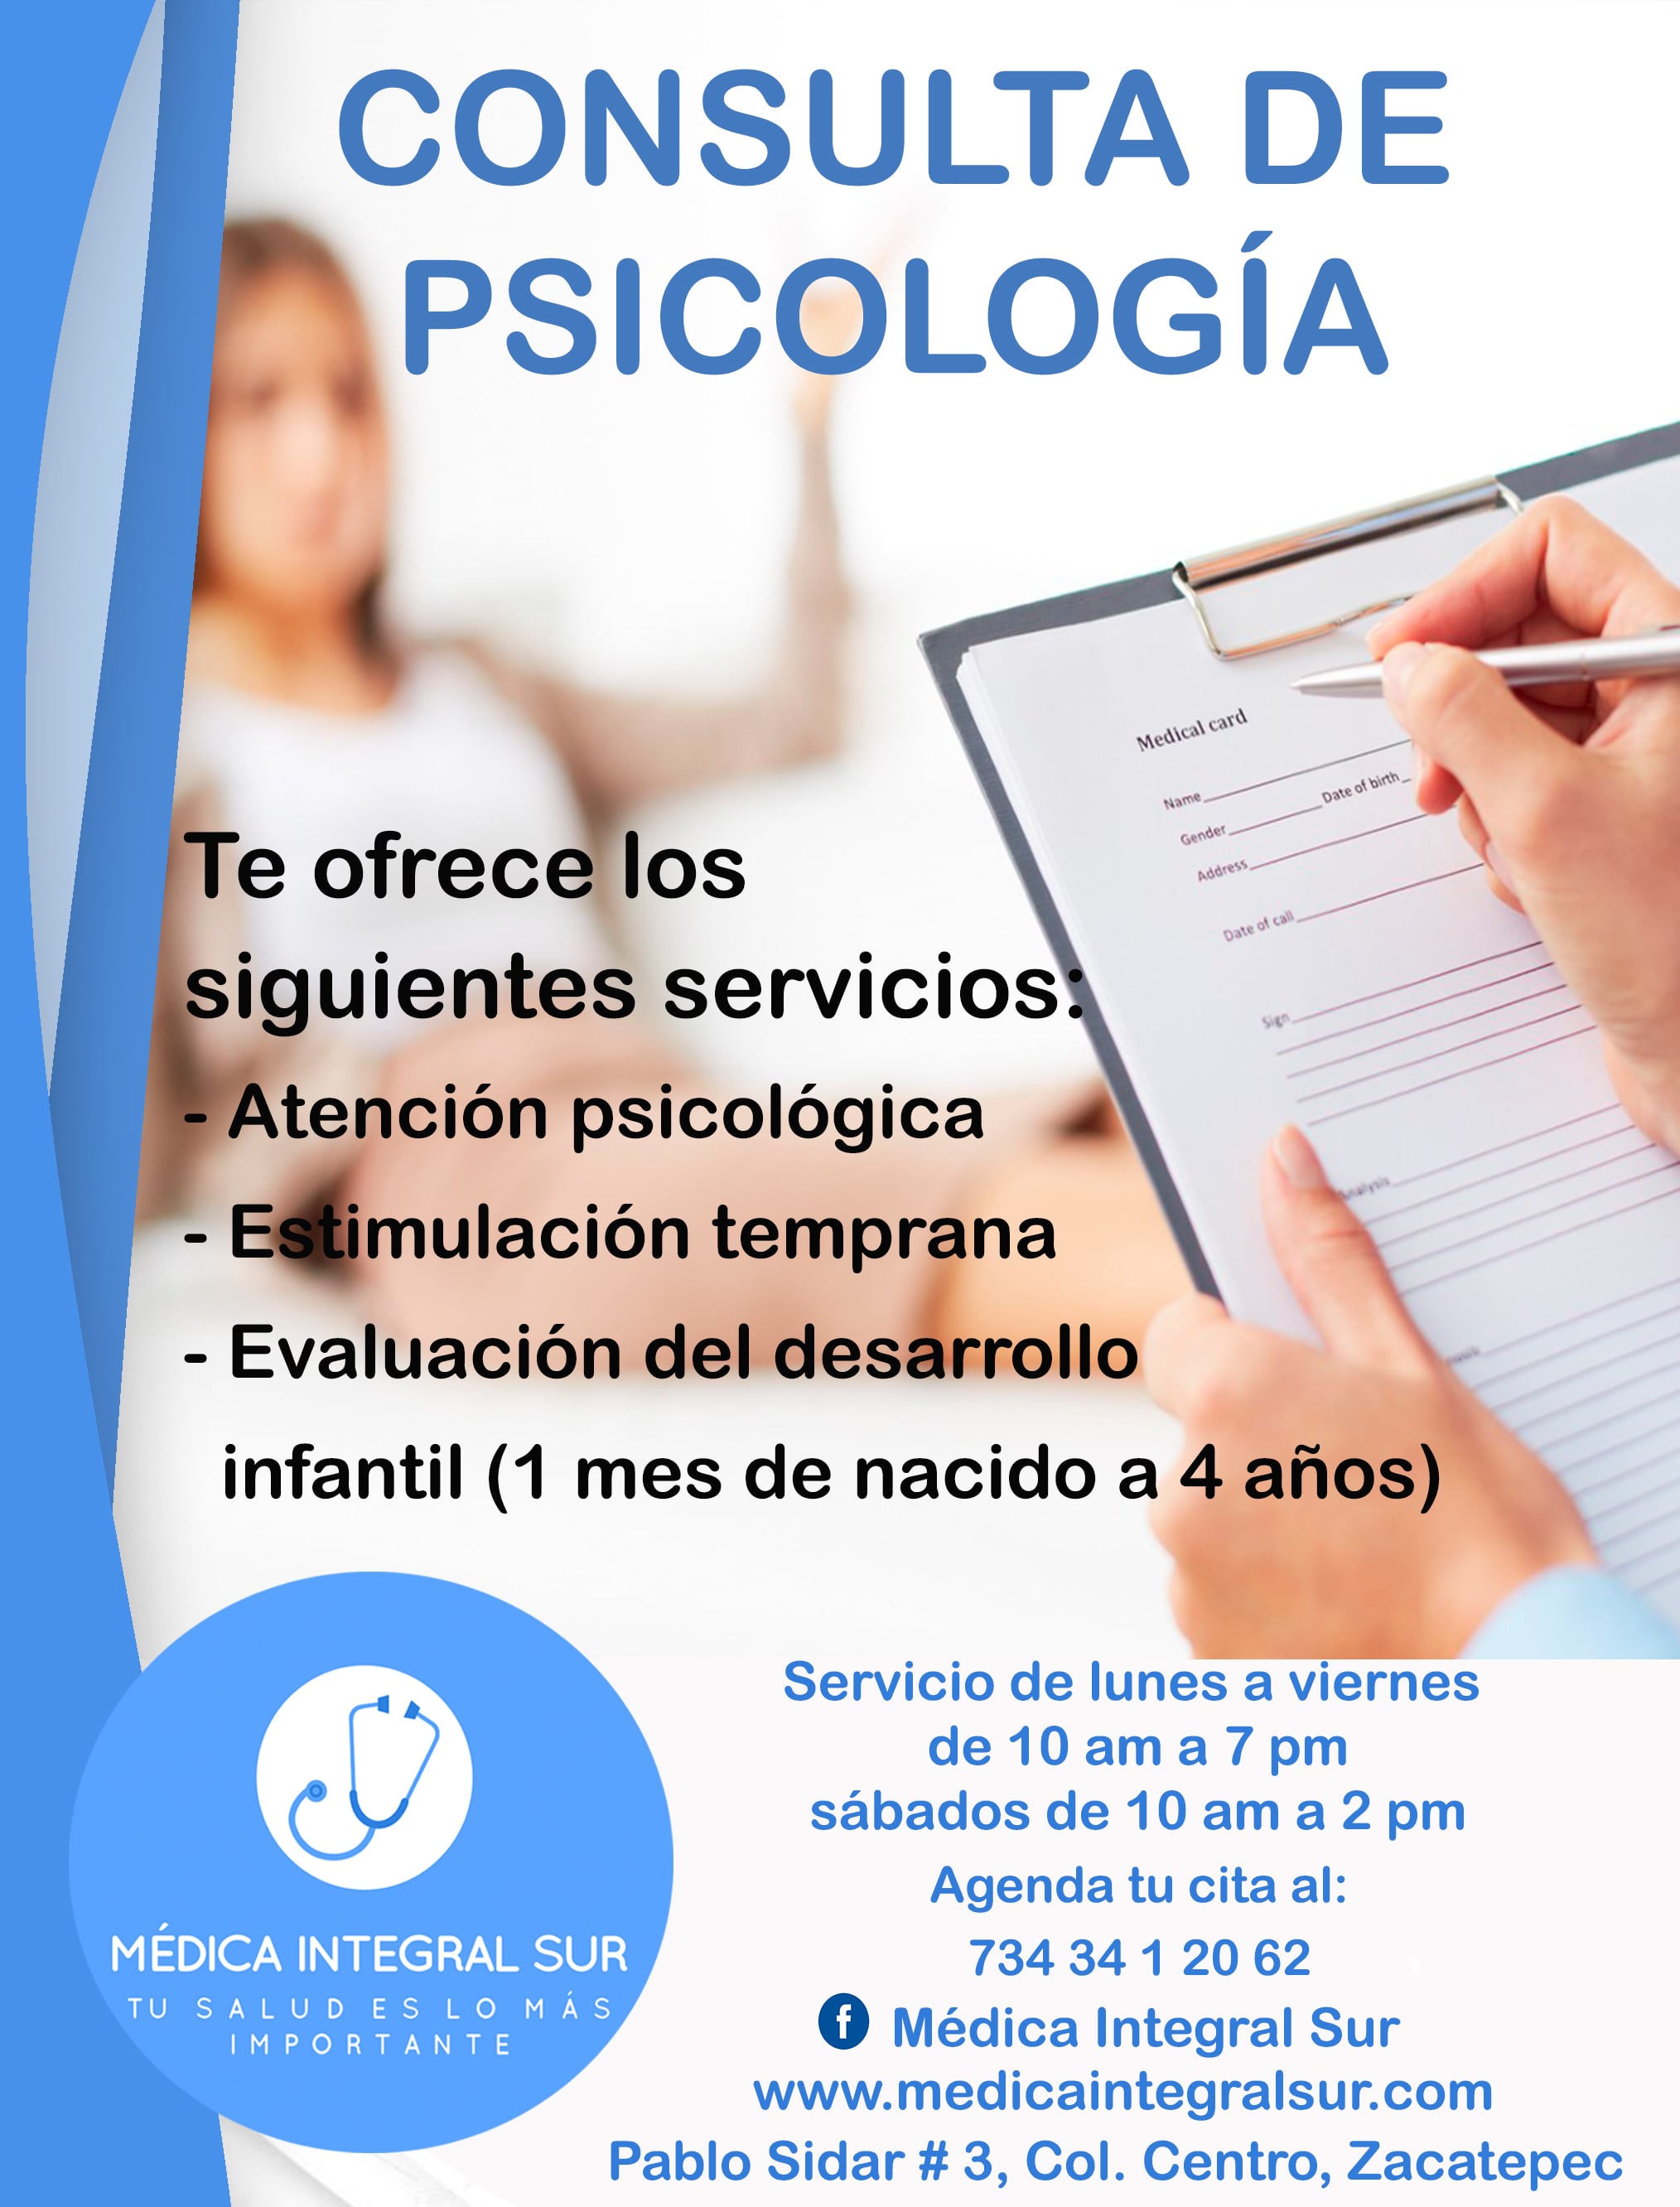 CONSULTA DE
PSICOLOGÍA
Medical card
Name
Date of birth
Gender
Address
Date of call
Sign
Te ofrece los
siguientes servicios:
- Atención psicológica
- Estimulación temprana
- Evaluación del desarrollo
infantil (1 mes de nacido a 4 años)
MÉDICA INTEGRAL SUR
TU SALUD ES LO MÁS
IMPORTANTE
Servicio de lunes a viernes
de 10 am a 7 pm
sábados de 10 am a 2 pm
Agenda tu cita al:
734 34 1 20 62
f Médica Integral Sur
www.medicaintegralsur.com
Pablo Sidar # 3, Col. Centro, Zacatepec